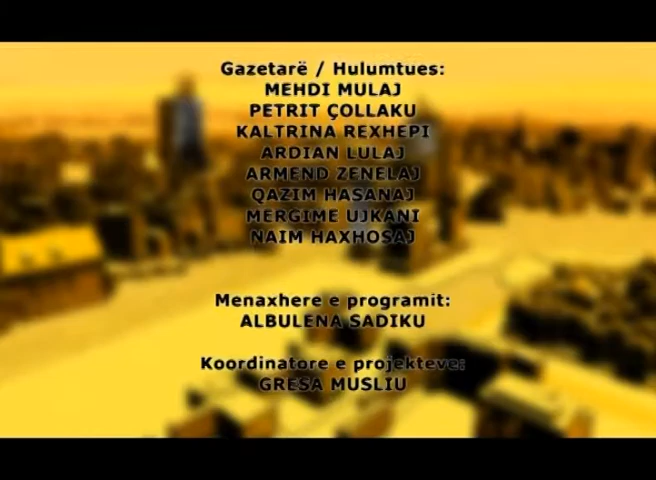 Gazetarë / Hulumtues:
MEHDI MULAJ
PETRIT ÇOLLAKU
KALTRINA REXHEPI
ARDIAN LULAJ
ARMEND ZENELAJ
QAZIM HASANAJ
MERGIME UJKANI
NAIM HAXHOSAJ
Menaxhere e programit:
ALBULENA SADIKU
Koordinatore e projekteve:
GRESA MUSLIU